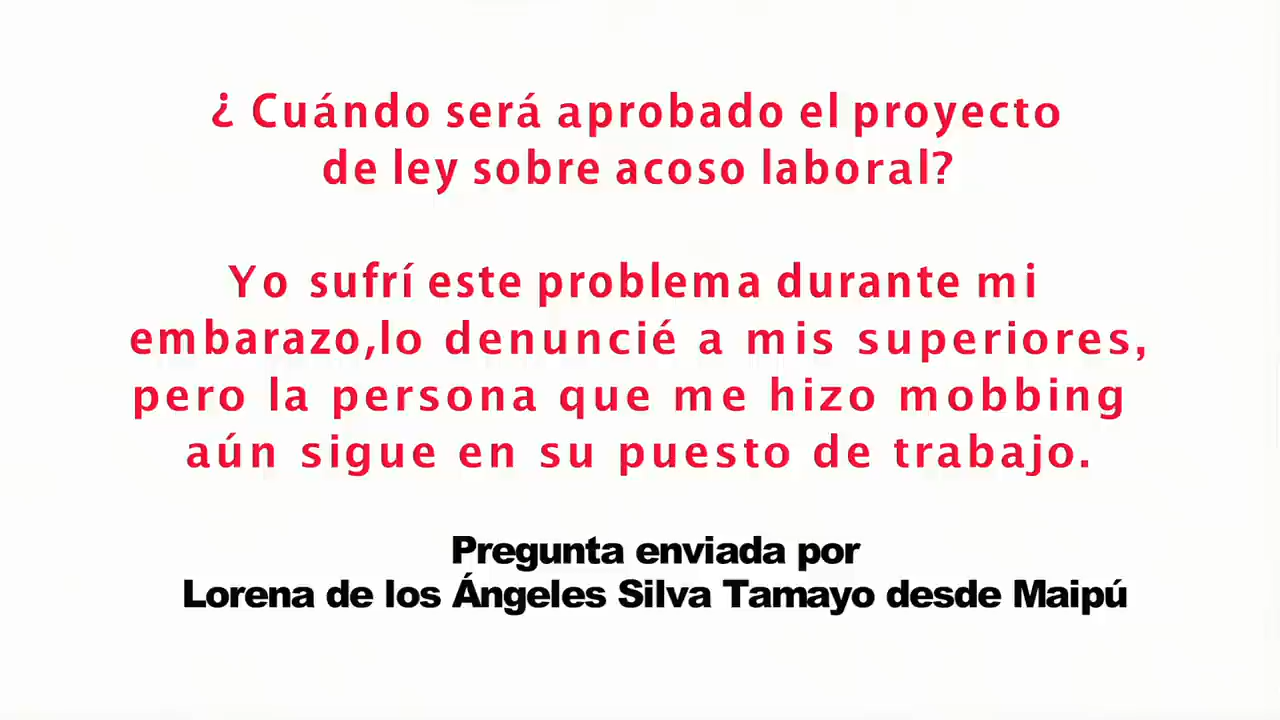 ¿ Cuándo será aprobado el proyecto
de ley sobre acoso laboral?
Yo sufrí este problema durante mi
embarazo,lo denuncié a mis superiores,
pero la persona que me hizo mobbing
aún sigue en su puesto de trabajo.
Pregunta enviada por
Lorena de los Ángeles Silva Tamayo desde Maipú